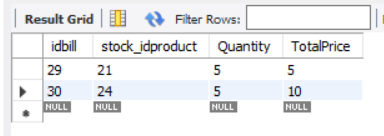 Result Grid Filter Rows:
idbill stock_idproduct Quantity TotalPrice
29 21 5 5
30 24 5 10
NULL NULL NULL NULL